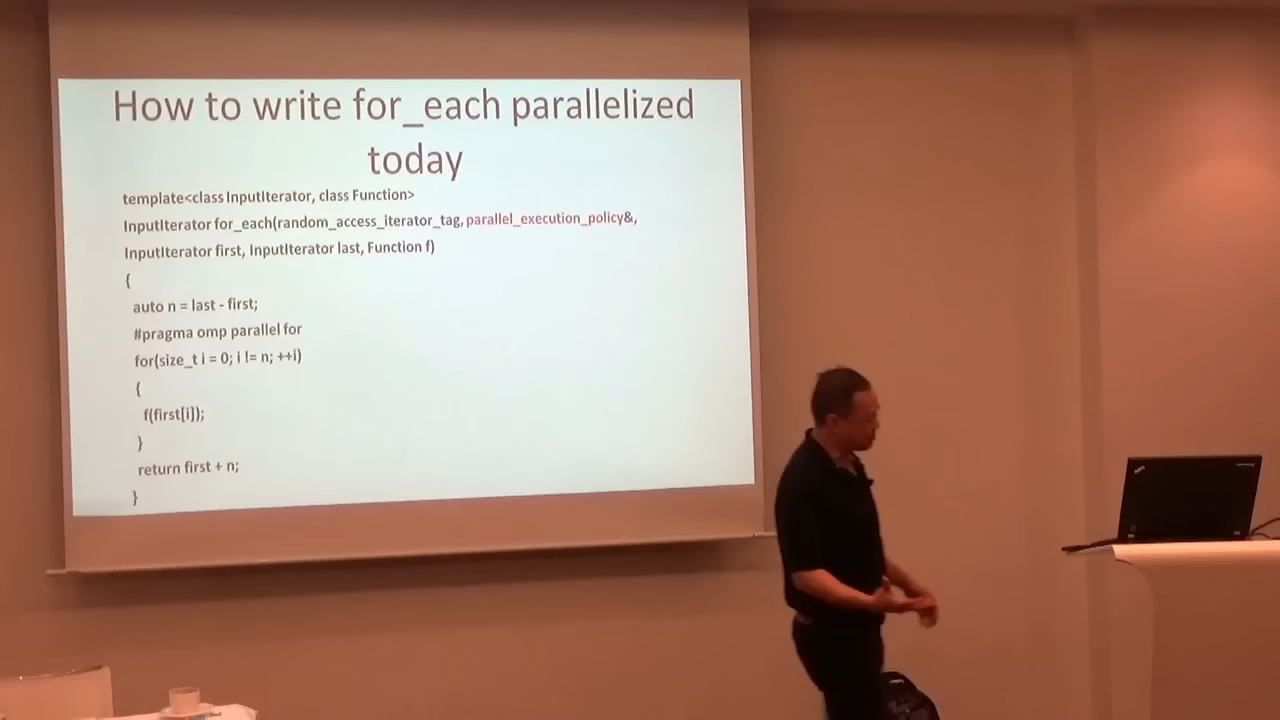 How to write for_each parallelized
today
template<class InputIterator, class Function>
InputIterator for_each(random_access_iterator_tag, parallel_execution_policy&,
InputIterator first, InputIterator last, Function f)
{
auto n = last - first;
#pragma omp parallel for
for(size_t i = 0; i != n; ++i)
{
f(first[i]);
}
return first + n;
}